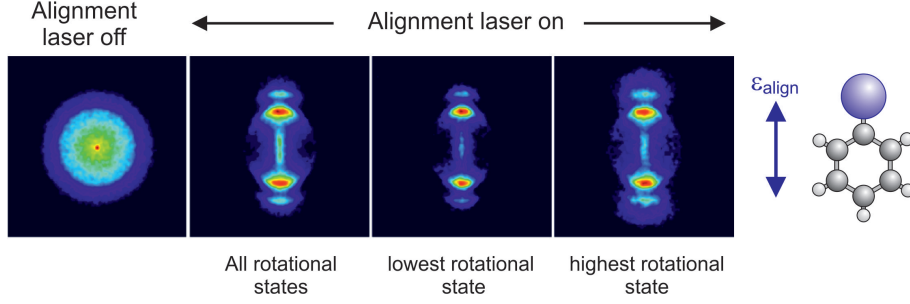 Alignment
laser off
Alignment laser on
εalign
All rotational
states
lowest rotational
state
highest rotational
state